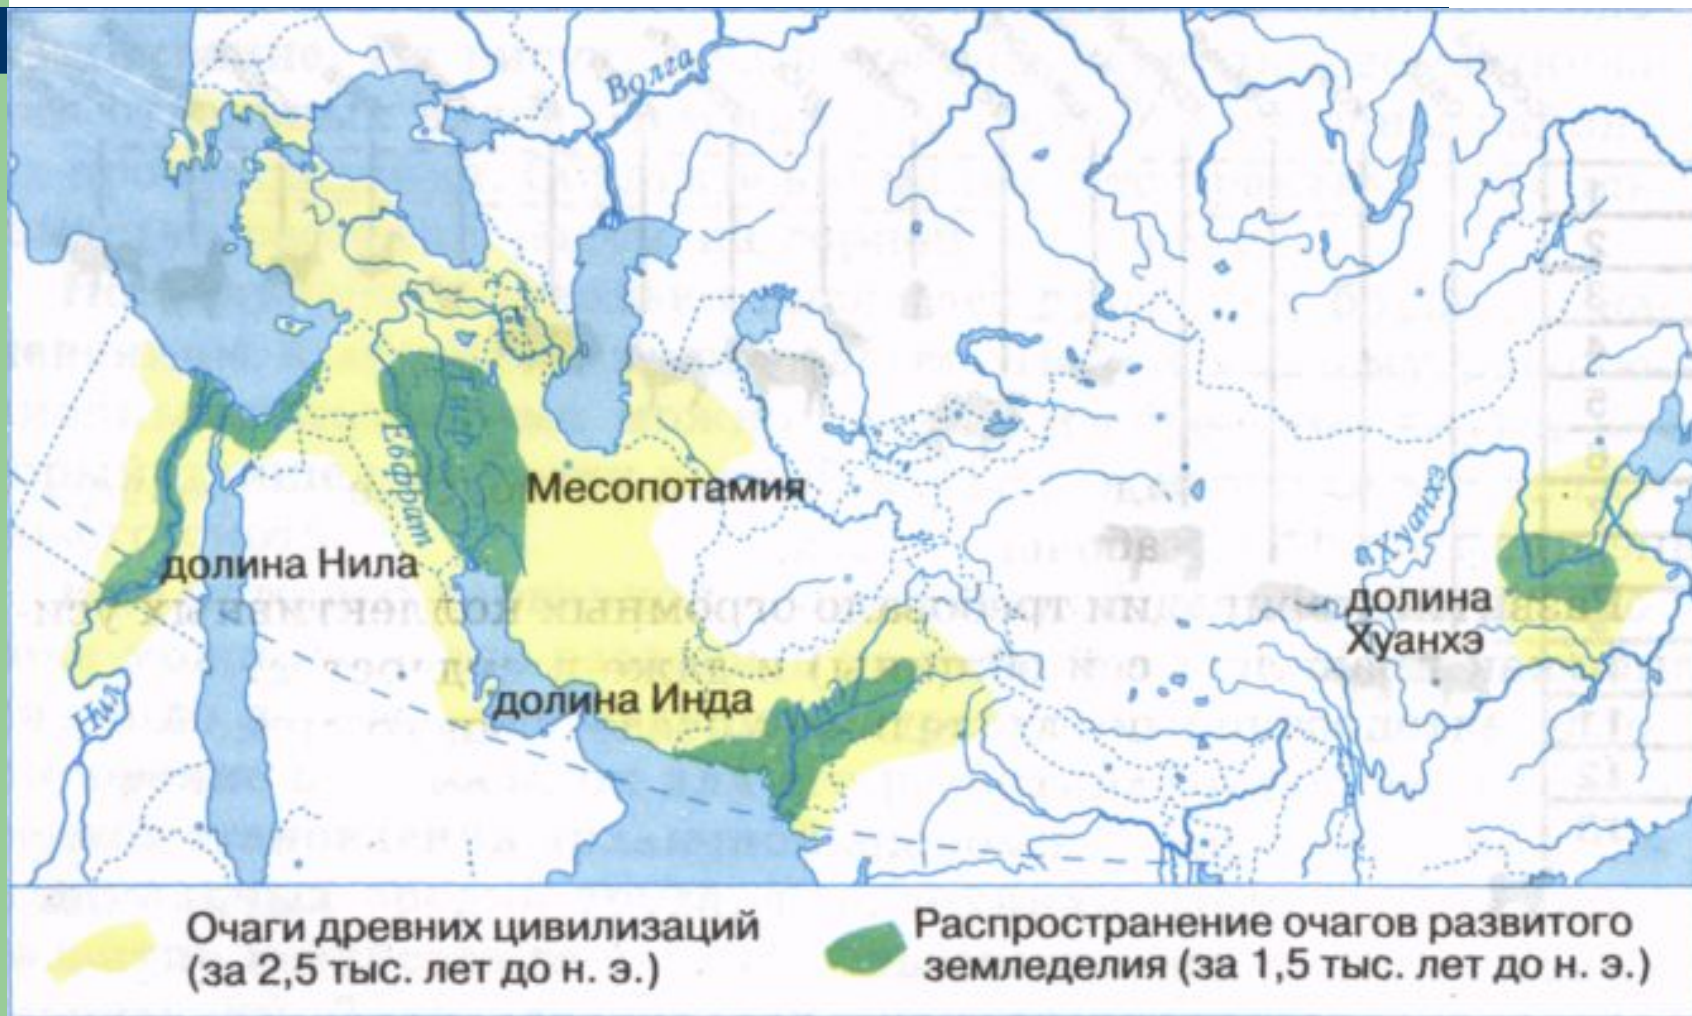 Волга
Тигр
Евфрат
Месопотамия
долина Нила
р. Хуанхэ
долина
Хуанхэ
долина Инда
Инд
Нил
Очаги древних цивилизаций
(за 2,5 тыс. лет до н. э.)
Распространение очагов развитого
земледелия (за 1,5 тыс. лет до н. э.)